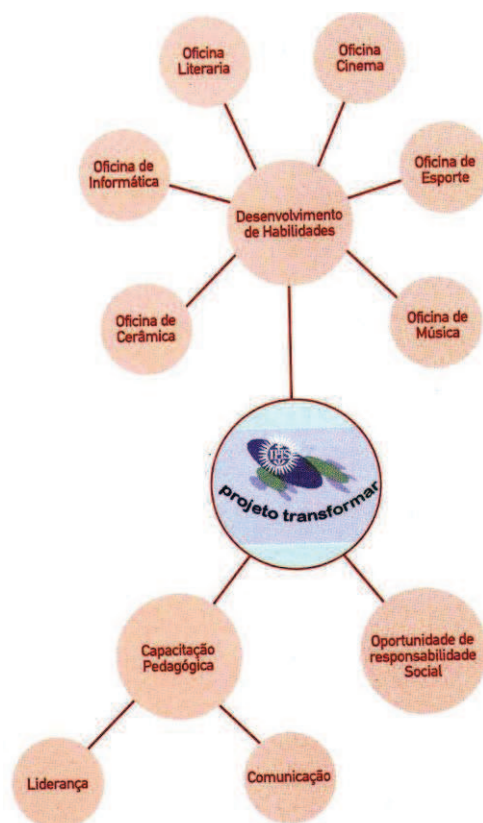 Oficina
Literaria
Oficina
Cinema
Oficina de
Informática
Oficina de
Esporte
Desenvolvimento
de Habilidades
Oficina de
Cerâmica
Oficina de
Música
IHS
projeto transformar
Capacitação
Pedagógica
Oportunidade de
responsabilidade
Social
Liderança
Comunicação